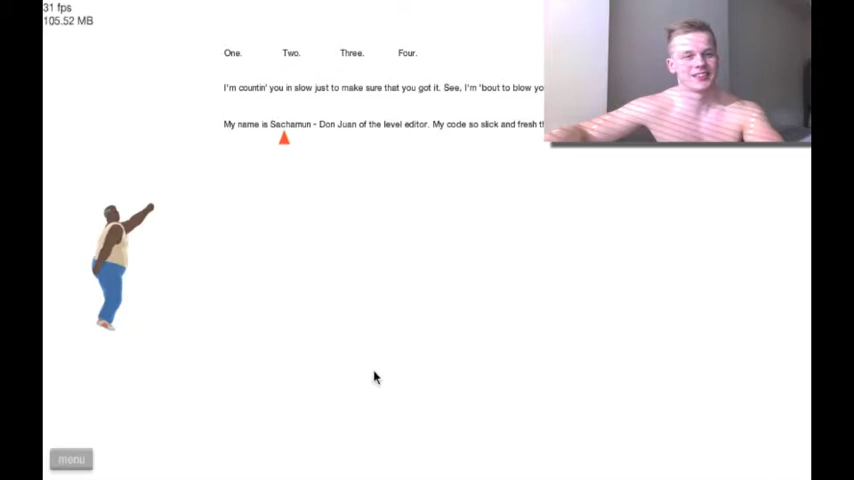 31 fps
105.52 MB
One. Two. Three. Four.
I'm countin' you in slow just to make sure that you got it. See, I'm 'bout to blow yo
My name is Sachamun - Don Juan of the level editor. My code so slick and fresh th
menu